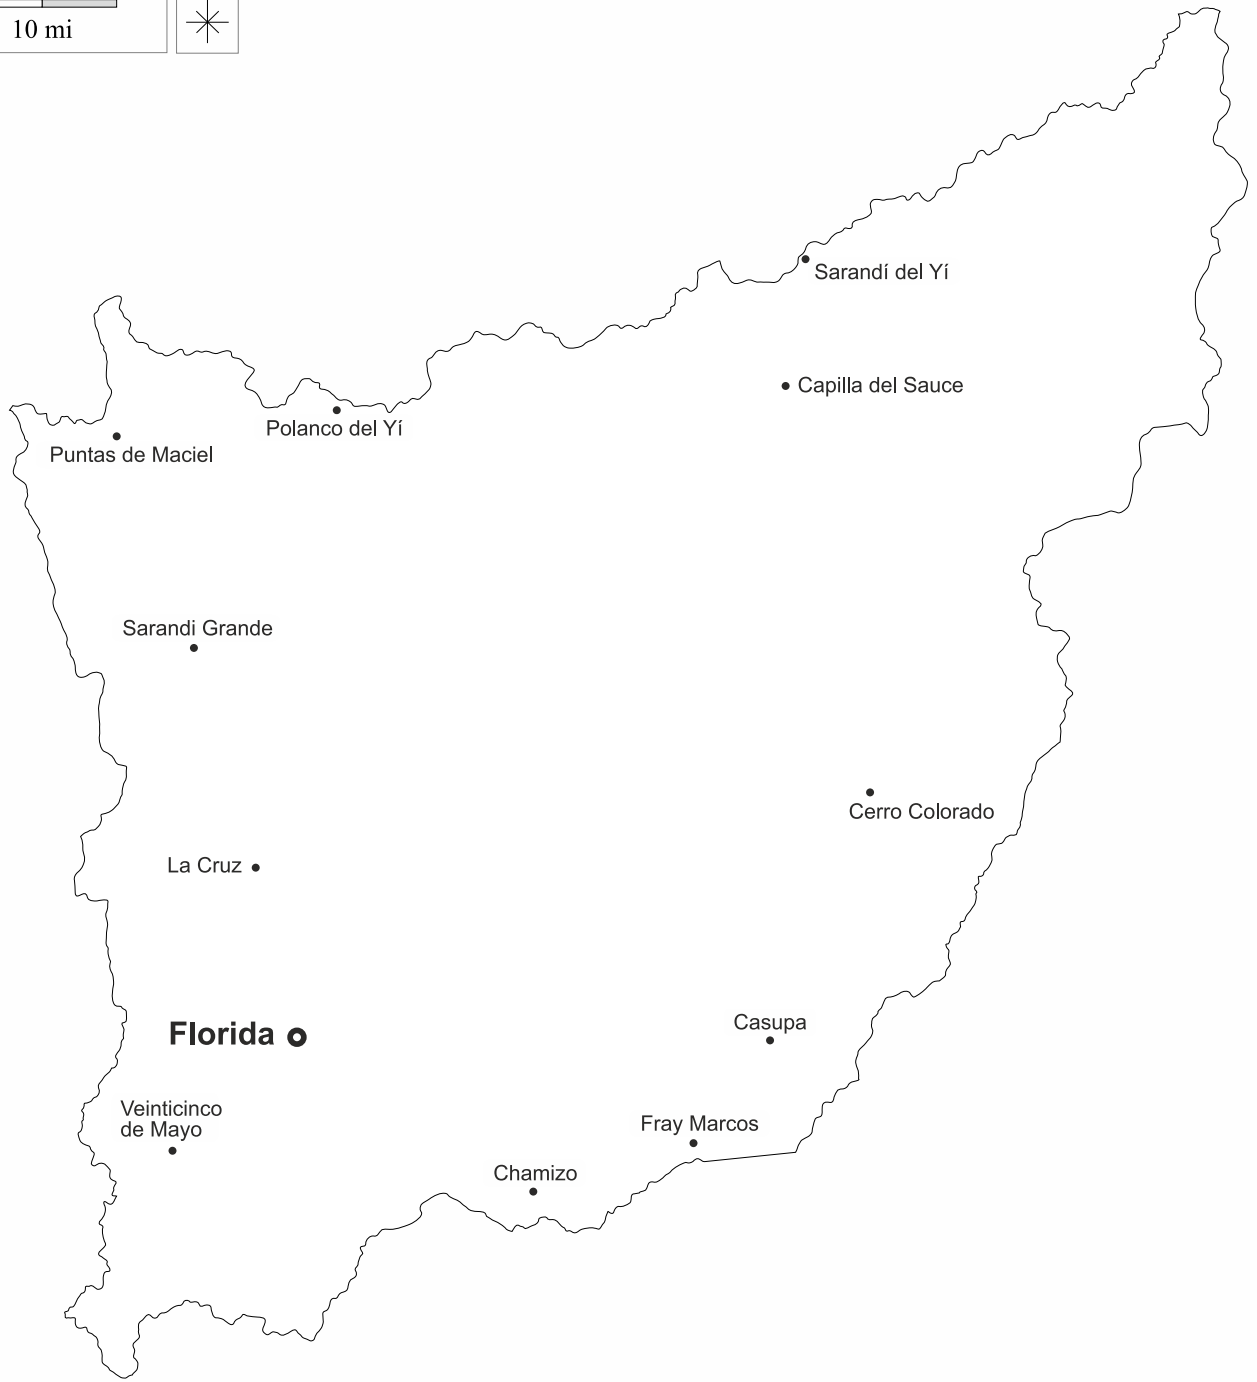 10 mi
Sarandí del Yí
Capilla del Sauce
Polanco del Yí
Puntas de Maciel
Sarandi Grande
Cerro Colorado
La Cruz
Casupa
Florida
Veinticinco
de Mayo
Fray Marcos
Chamizo